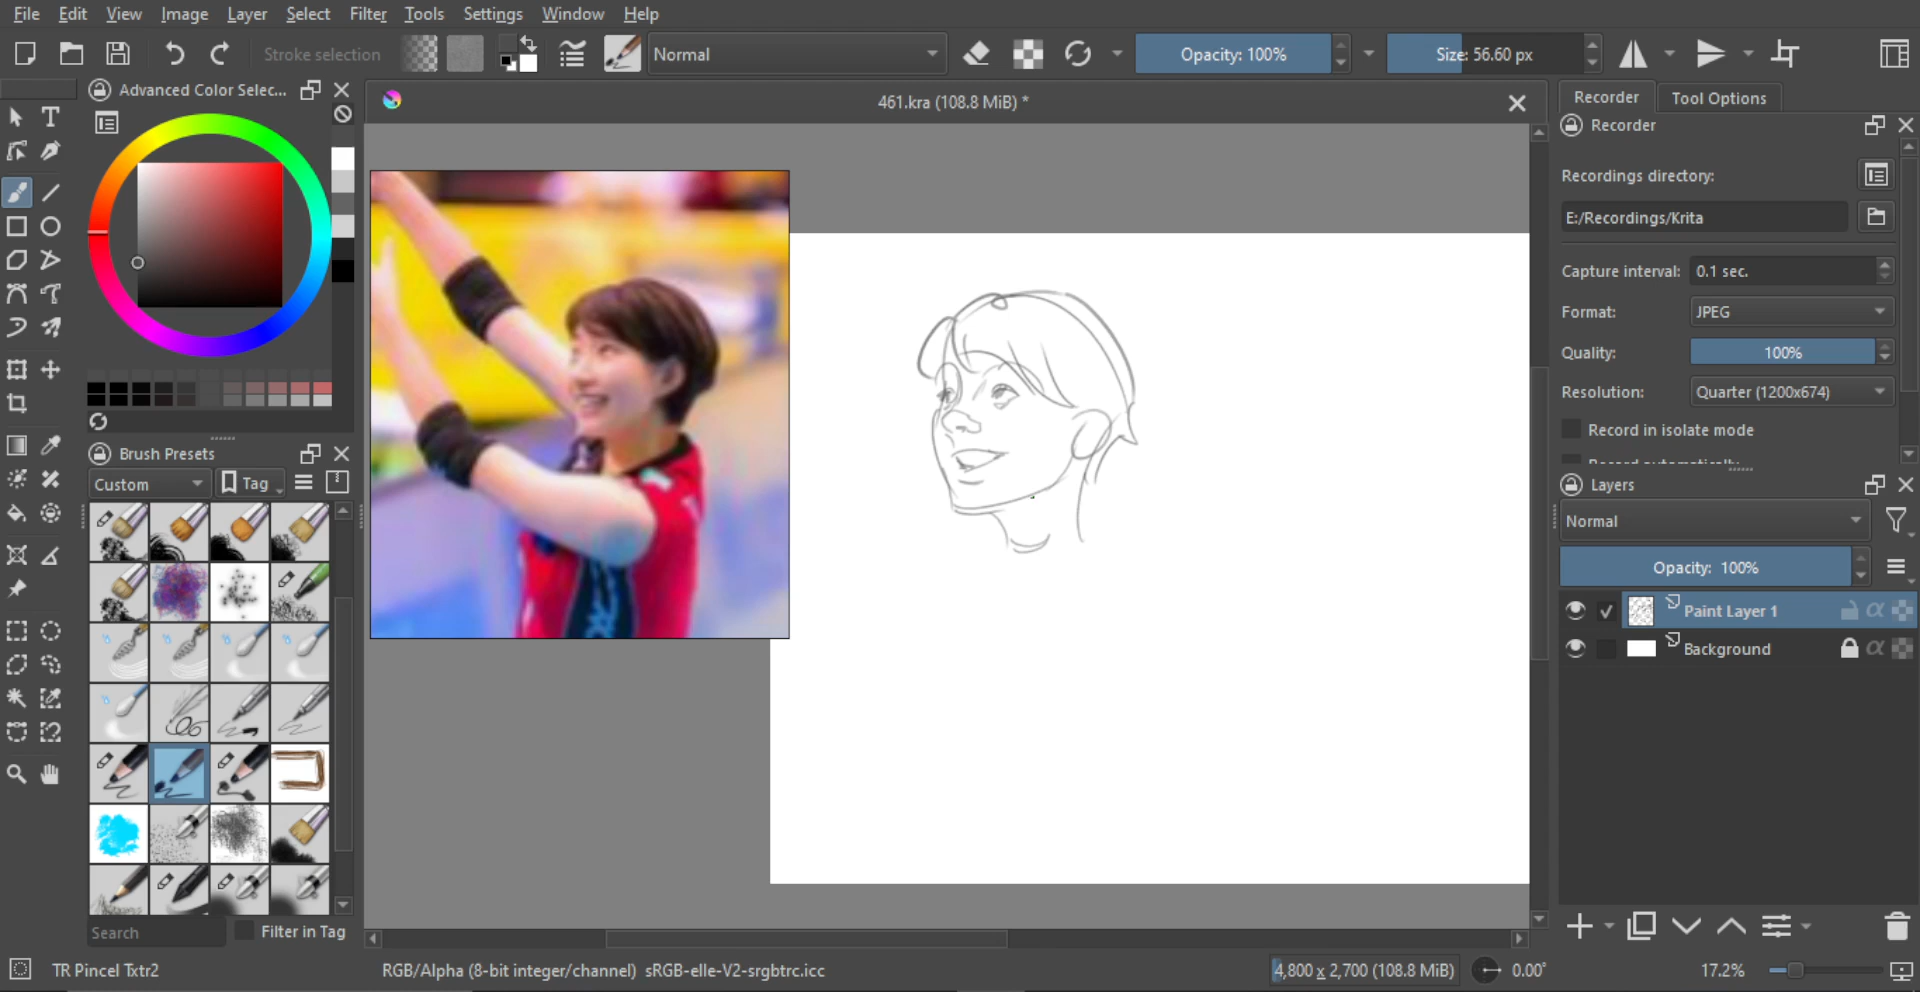 File Edit View Image Layer Select Filter Tools Settings Window Help
Stroke selection
Normal
Opacity: 100%
Size: 56.60 px
Advanced Color Selec...
461.kra (108.8 MiB) *
Recorder
Tool Options
Recorder
Recordings directory:
E:/Recordings/Krita
Capture interval: 0.1 sec.
Format: JPEG
Quality: 100%
Resolution: Quarter (1200x674)
Record in isolate mode
Record automatically
Brush Presets
Custom
Tag
Layers
Normal
Opacity: 100%
Paint Layer 1
Background
Search
Filter in Tag
TR Pincel Txtr2
RGB/Alpha (8-bit integer/channel) sRGB-elle-V2-srgbtrc.icc
4,800 x 2,700 (108.8 MiB)
0.00°
17.2%